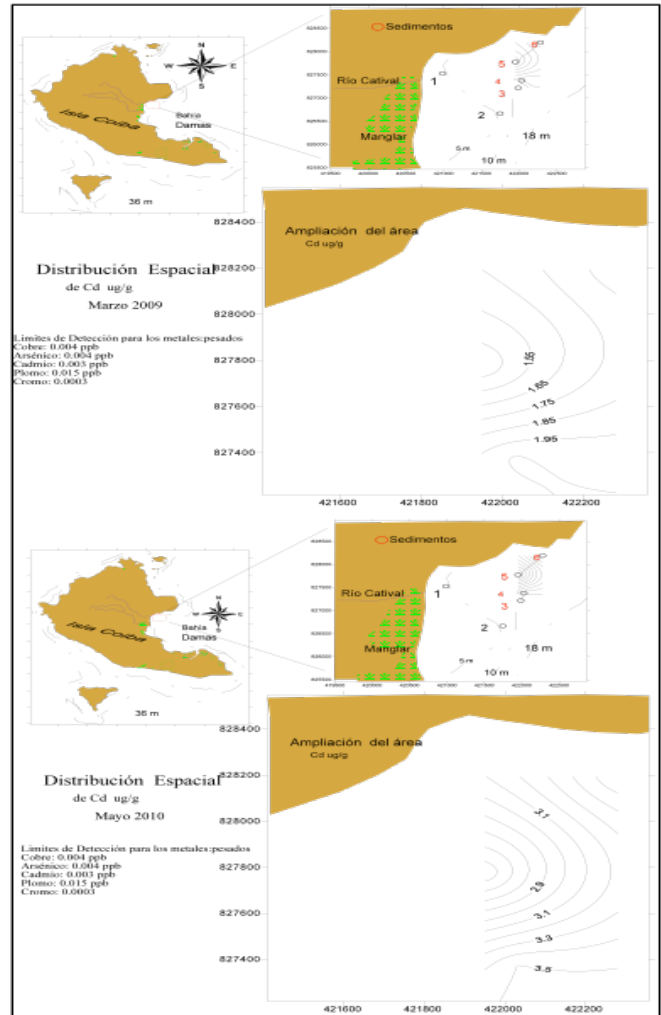 Sedimentos
N
W
E
S
Río Catival
Isla Coiba
Bahía
Damas
Manglar
1
2
3
4
5
6
18 m
5 m
10 m
36 m
828400
828200
828000
827800
827600
827400
Ampliación del área
Cd ug/g
Distribución Espacial
de Cd ug/g
Marzo 2009
Limites de Detección para los metales:pesados
Cobre: 0.004 ppb
Arsénico: 0.004 ppb
Cadmio: 0.003 ppb
Plomo: 0.015 ppb
Cromo: 0.0003
1.65
1.75
1.85
1.95
421600
421800
422000
422200
Sedimentos
N
S
Río Catival
Isla Coiba
Bahía
Damas
Manglar
1
2
3
4
5
6
18 m
5 m
10 m
36 m
828400
828200
828000
827800
827600
827400
Ampliación del área
Cd ug/g
Distribución Espacial
de Cd ug/g
Mayo 2010
Limites de Detección para los metales:pesados
Cobre: 0.004 ppb
Arsénico: 0.004 ppb
Cadmio: 0.003 ppb
Plomo: 0.015 ppb
Cromo: 0.0003
3.1
2.9
3.1
3.3
3.5
421600
421800
422000
422200